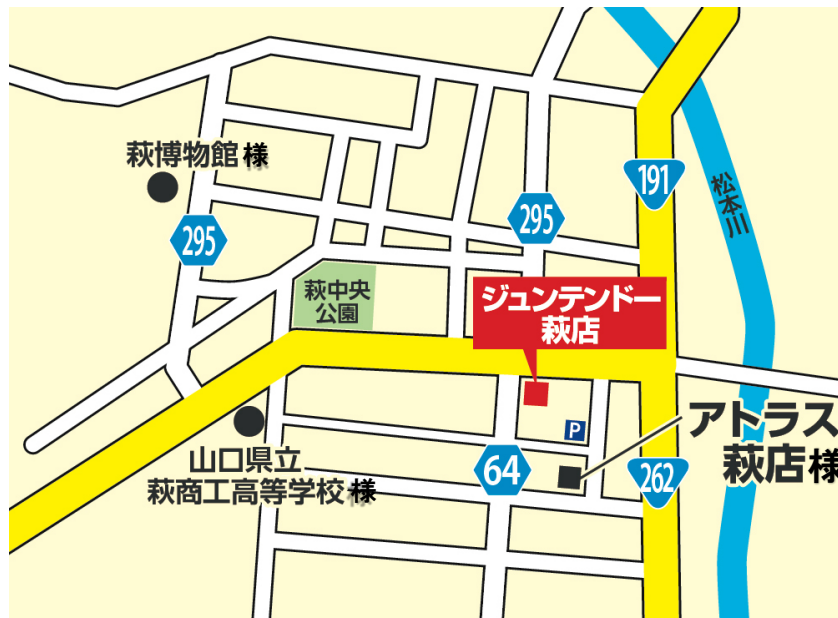 萩博物館様
191
松本川
295
295
萩中央
公園
ジュンテンドー
萩店
P
アトラス
萩店様
山口県立
萩商工高等学校様
64
262